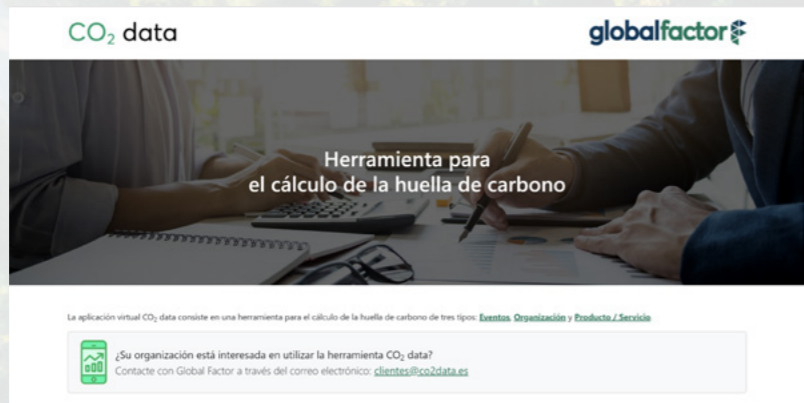 CO₂ data
globalfactor
Herramienta para
el cálculo de la huella de carbono
La aplicación virtual CO₂ data consiste en una herramienta para el cálculo de la huella de carbono de tres tipos: Eventos, Organización y Producto / Servicio
¿Su organización está interesada en utilizar la herramienta CO₂ data?
Contacte con Global Factor a través del correo electrónico: clientes@co2data.es